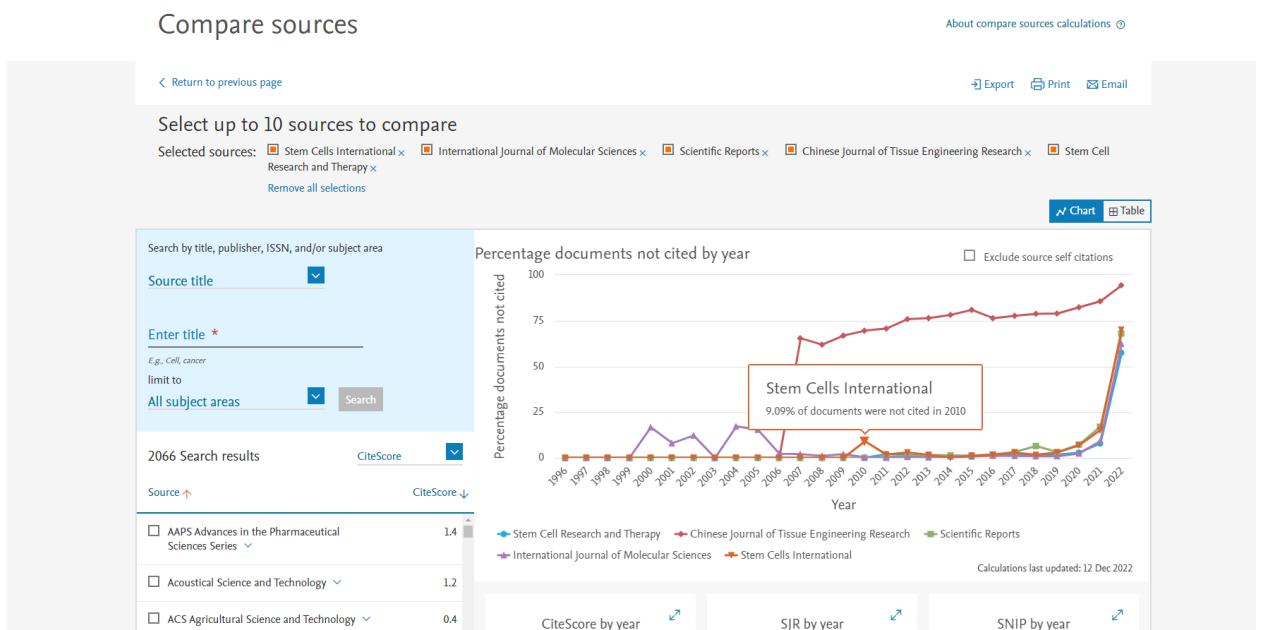 Compare sources
About compare sources calculations
Return to previous page
Export Print Email
Select up to 10 sources to compare
Selected sources: Stem Cells International × International Journal of Molecular Sciences × Scientific Reports × Chinese Journal of Tissue Engineering Research × Stem Cell
Research and Therapy ×
Remove all selections
Chart Table
Search by title, publisher, ISSN, and/or subject area
Source title
Enter title *
E.g., Cell, cancer
limit to
All subject areas
Search
2066 Search results
CiteScore
Source
CiteScore
AAPS Advances in the Pharmaceutical
Sciences Series
1.4
Acoustical Science and Technology
1.2
ACS Agricultural Science and Technology
0.4
Percentage documents not cited by year
Exclude source self citations
Percentage documents not cited
100
75
50
25
0
Stem Cells International
9.09% of documents were not cited in 2010
1996 1997 1998 1999 2000 2001 2002 2003 2004 2005 2006 2007 2008 2009 2010 2011 2012 2013 2014 2015 2016 2017 2018 2019 2020 2021 2022
Year
Stem Cell Research and Therapy Chinese Journal of Tissue Engineering Research Scientific Reports
International Journal of Molecular Sciences Stem Cells International
Calculations last updated: 12 Dec 2022
CiteScore by year
SJR by year
SNIP by year